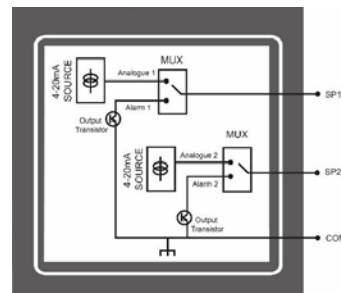 MUX
4-20mA
SOURCE
Analogue 1
SP1
Alarm 1
Output
Transistor
MUX
4-20mA
SOURCE
Analogue 2
SP2
Alarm 2
Output
Transistor
COM